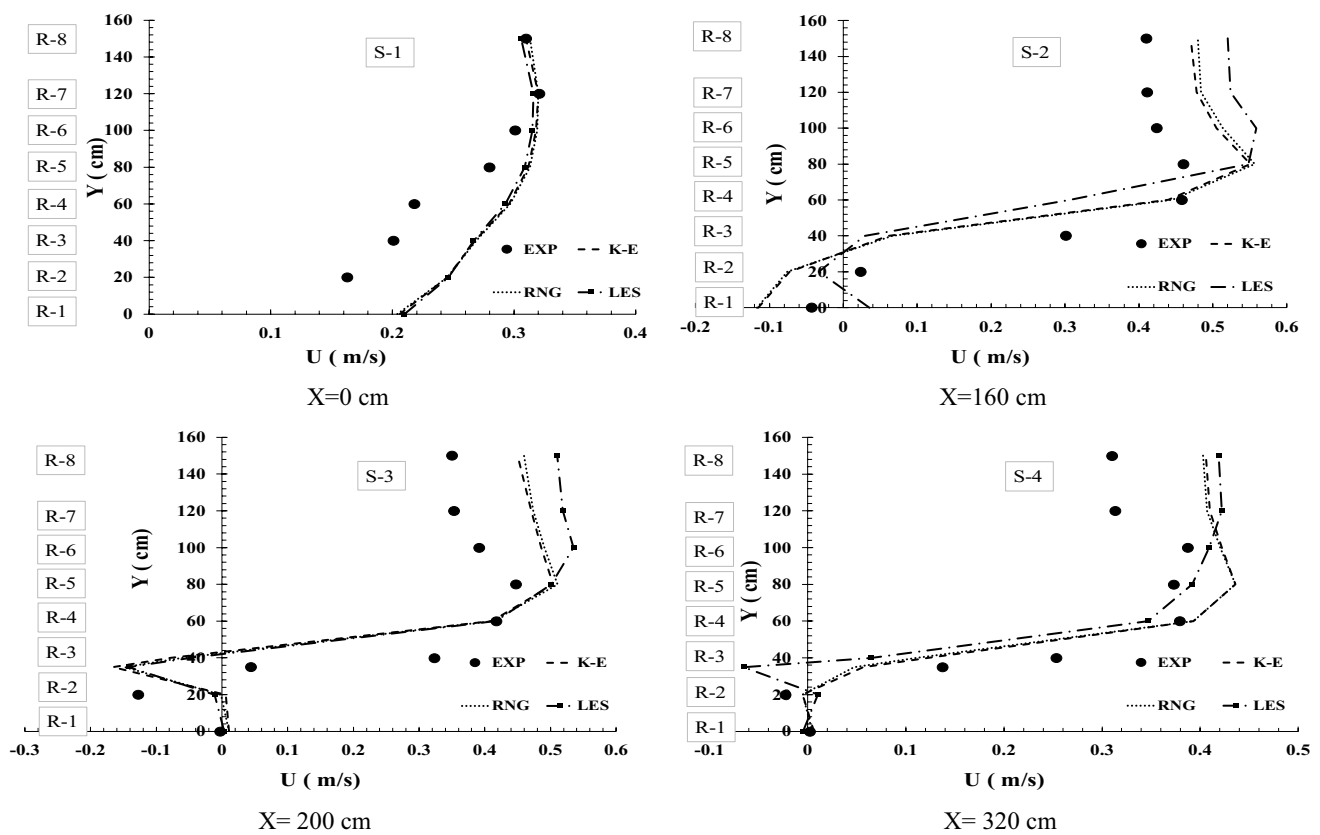 R-8
R-7
R-6
R-5
R-4
R-3
R-2
R-1
Y ( cm)
160
140
120
100
80
60
40
20
0
S-1
EXP K-E
RNG LES
0 0.1 0.2 0.3 0.4
U ( m/s)
X=0 cm
R-8
R-7
R-6
R-5
R-4
R-3
R-2
R-1
Y ( cm)
160
140
120
100
80
60
40
20
0
S-2
EXP K-E
RNG LES
-0.2 -0.1 0 0.1 0.2 0.3 0.4 0.5 0.6
U ( m/s)
X=160 cm
R-8
R-7
R-6
R-5
R-4
R-3
R-2
R-1
Y ( cm)
160
140
120
100
80
60
40
20
0
S-3
EXP K-E
RNG LES
-0.3 -0.2 -0.1 0 0.1 0.2 0.3 0.4 0.5 0.6
U ( m/s)
X= 200 cm
R-8
R-7
R-6
R-5
R-4
R-3
R-2
R-1
Y ( cm)
160
140
120
100
80
60
40
20
0
S-4
EXP K-E
RNG LES
-0.1 0 0.1 0.2 0.3 0.4 0.5
U ( m/s)
X= 320 cm